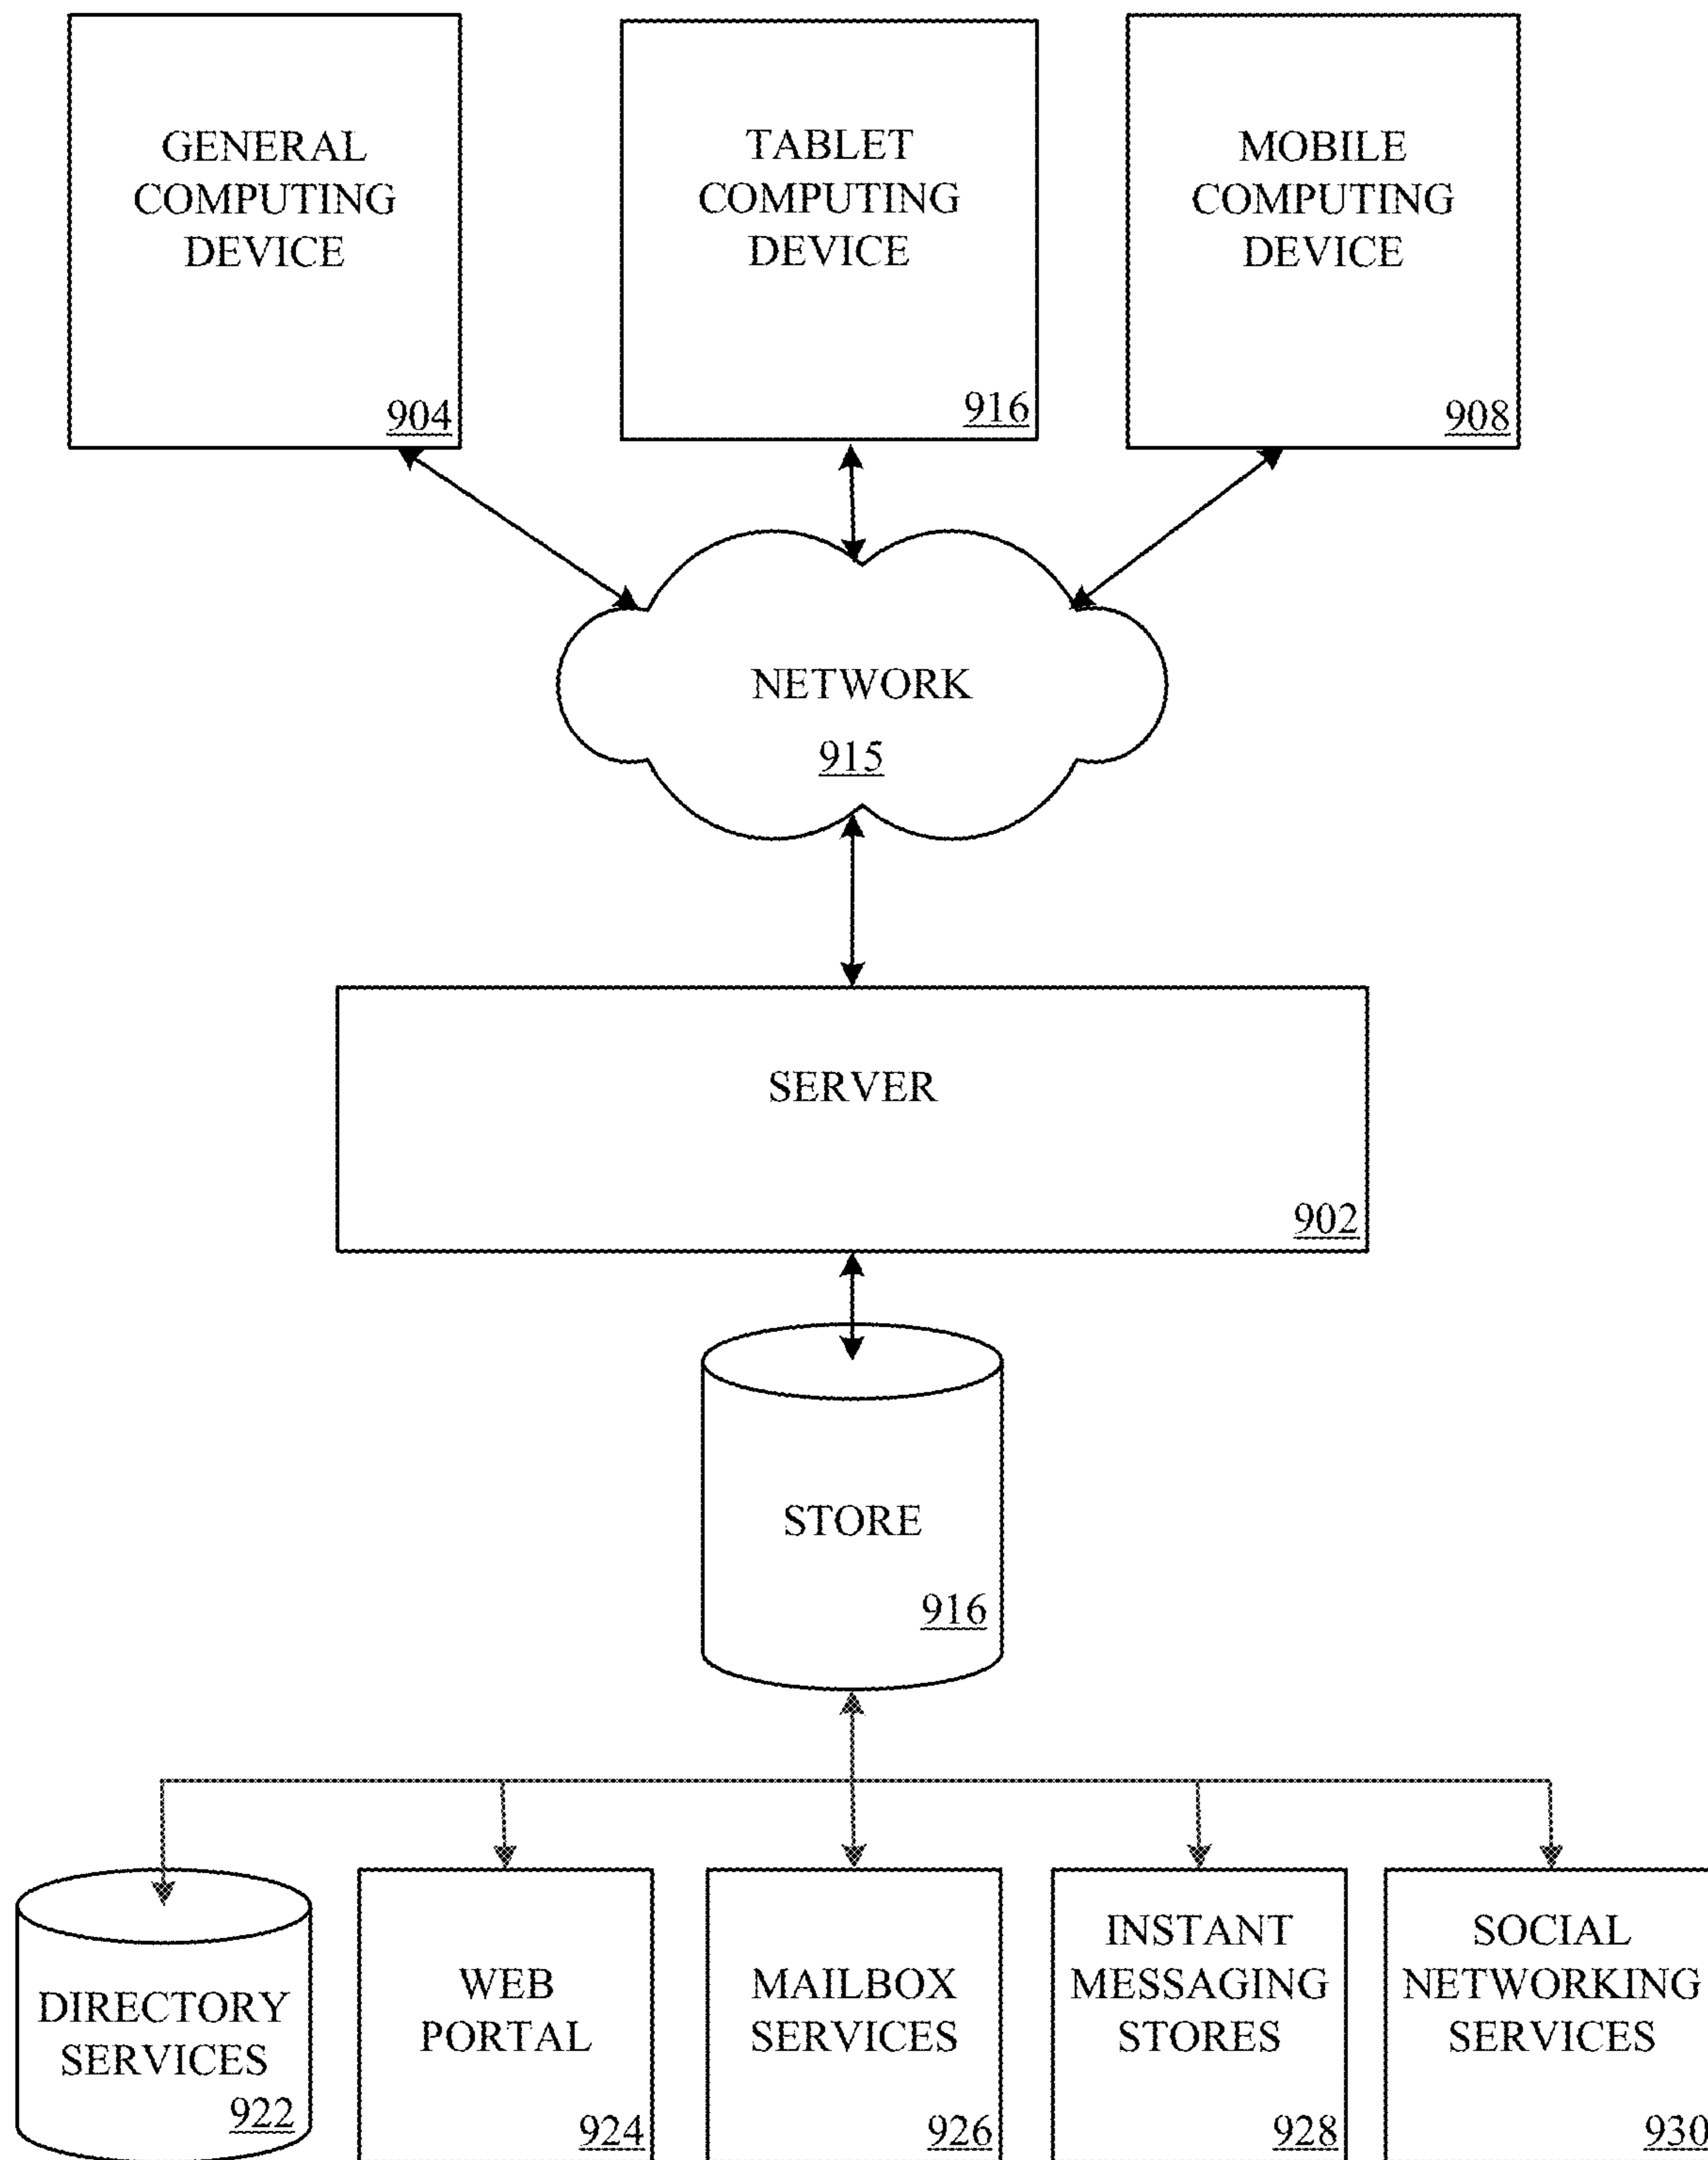 GENERAL
COMPUTING
DEVICE
904
TABLET
COMPUTING
DEVICE
916
MOBILE
COMPUTING
DEVICE
908
NETWORK
915
SERVER
902
STORE
916
DIRECTORY
SERVICES
922
WEB
PORTAL
924
MAILBOX
SERVICES
926
INSTANT
MESSAGING
STORES
928
SOCIAL
NETWORKING
SERVICES
930